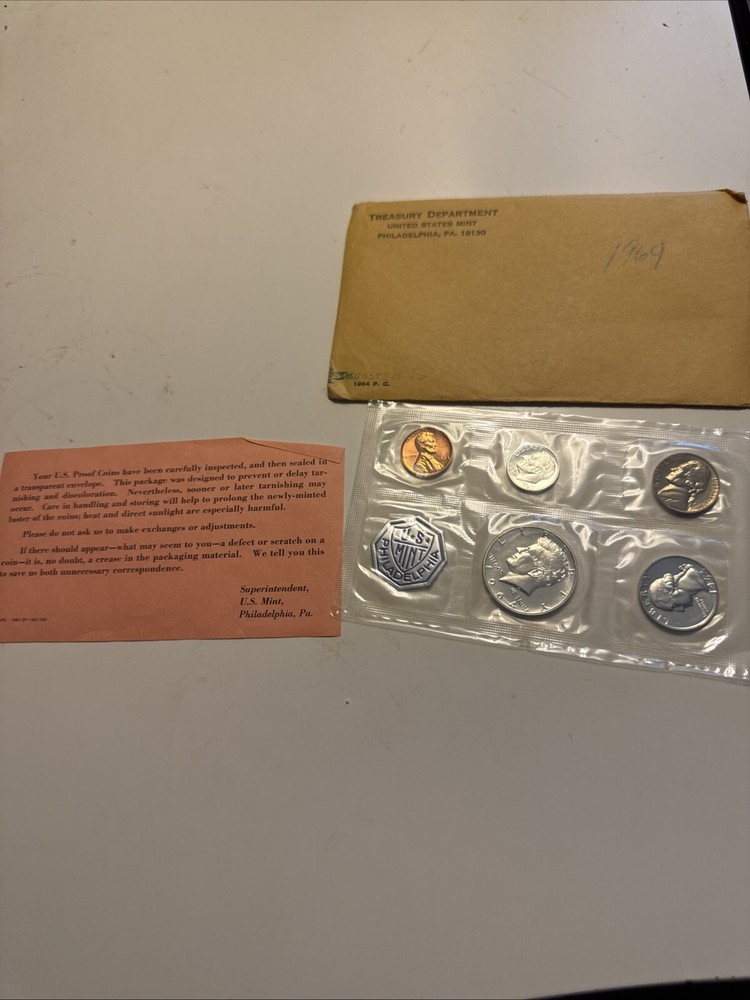 TREASURY DEPARTMENT
UNITED STATES MINT
PHILADELPHIA, PA. 19130
1964
1964 P. C.
Your U.S. Proof Coins have been carefully inspected, and then sealed in
a transparent envelope. This package was designed to prevent or delay tar-
nishing and discoloration. Nevertheless, sooner or later tarnishing may
occur. Care in handling and storing will help to prolong the newly-minted
luster of the coins; heat and direct sunlight are especially harmful.
Please do not ask us to make exchanges or adjustments.
If there should appear—what may seem to you—a defect or scratch on a
coin—it is, no doubt, a crease in the packaging material. We tell you this
to save us both unnecessary correspondence.
Superintendent,
U.S. Mint,
Philadelphia, Pa.
U.S.
MINT
PHILADELPHIA